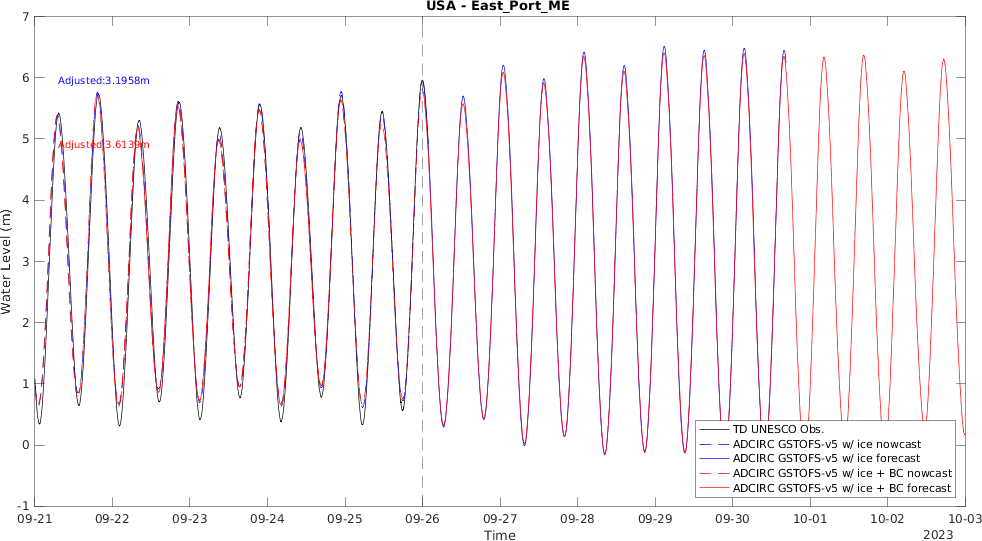 USA - East_Port_ME
7
6
5
4
3
2
1
0
-1
Water Level (m)
Adjusted:3.1958m
Adjusted:3.6139m
TD UNESCO Obs.
ADCIRC GSTOFS-v5 w/ ice nowcast
ADCIRC GSTOFS-v5 w/ ice forecast
ADCIRC GSTOFS-v5 w/ ice + BC nowcast
ADCIRC GSTOFS-v5 w/ ice + BC forecast
09-21 09-22 09-23 09-24 09-25 09-26 09-27 09-28 09-29 09-30 10-01 10-02 10-03
Time
2023